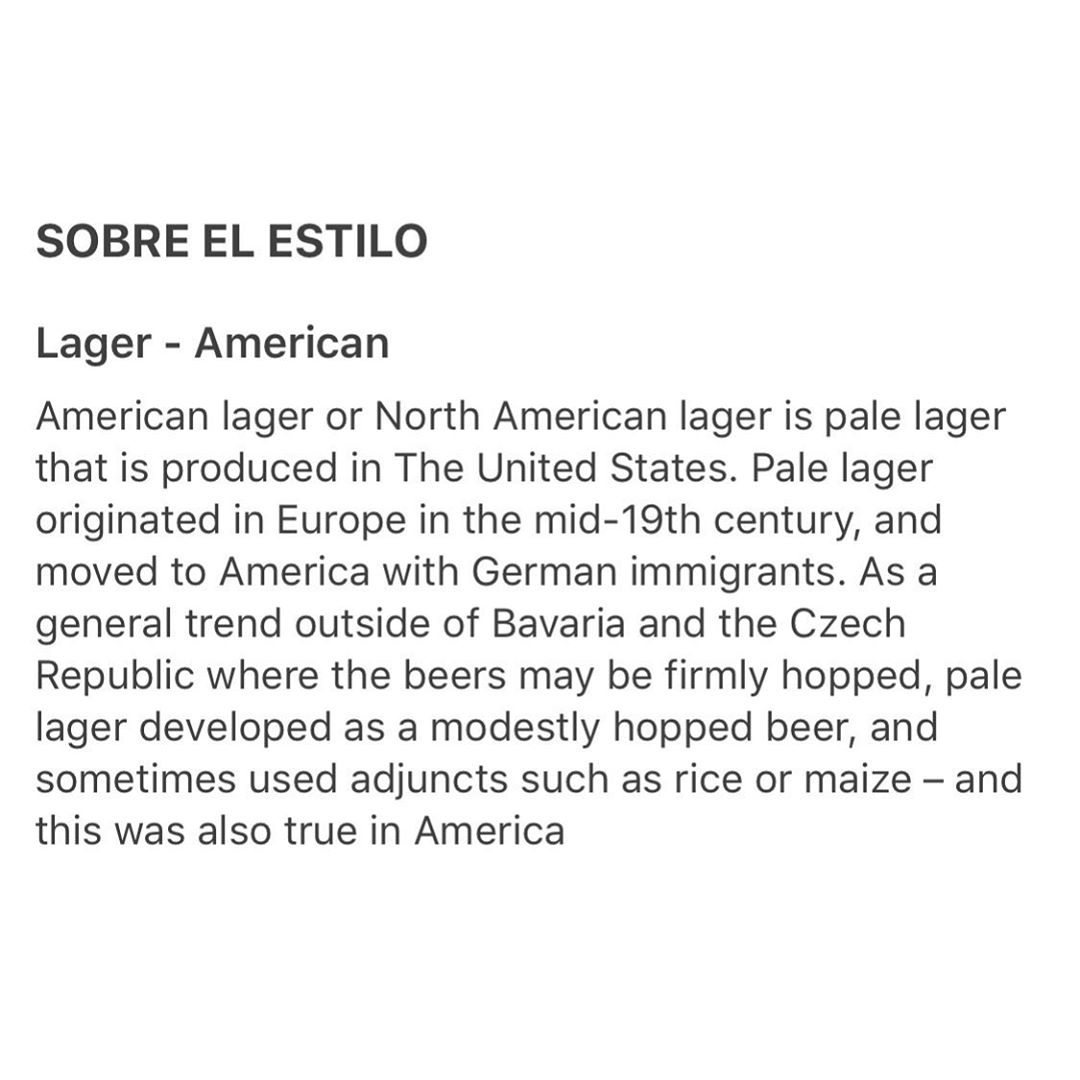 SOBRE EL ESTILO
Lager - American
American lager or North American lager is pale lager
that is produced in The United States. Pale lager
originated in Europe in the mid-19th century, and
moved to America with German immigrants. As a
general trend outside of Bavaria and the Czech
Republic where the beers may be firmly hopped, pale
lager developed as a modestly hopped beer, and
sometimes used adjuncts such as rice or maize – and
this was also true in America